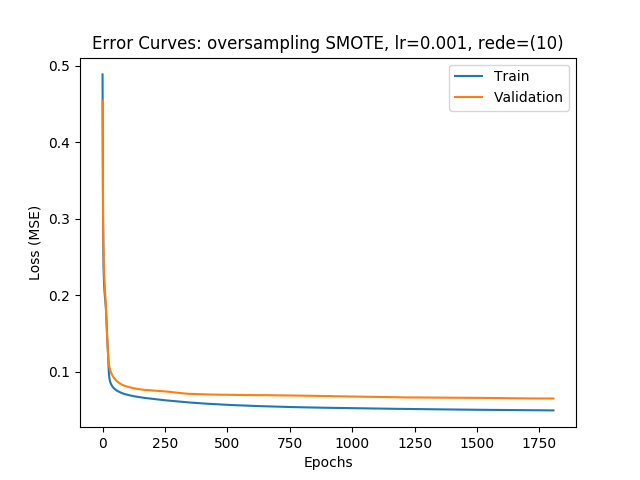 Error Curves: oversampling SMOTE, lr=0.001, rede=(10)
Train
Validation
Loss (MSE)
0.5
0.4
0.3
0.2
0.1
0 250 500 750 1000 1250 1500 1750
Epochs